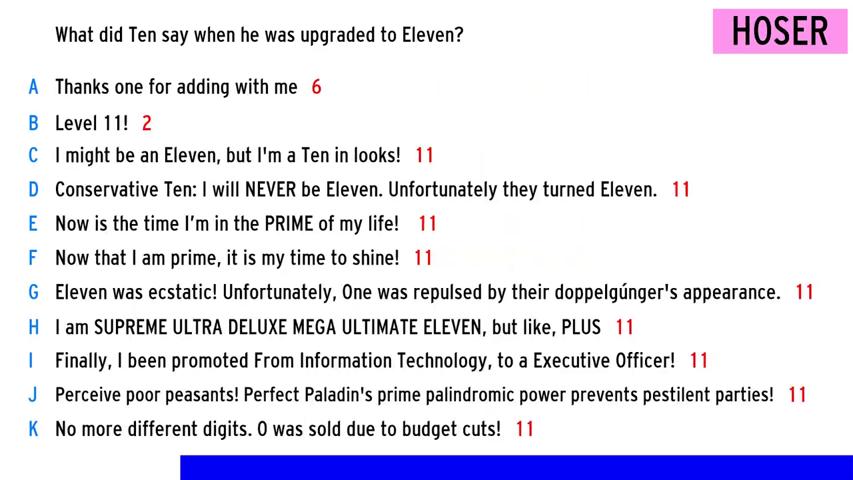 What did Ten say when he was upgraded to Eleven?
HOSER
A Thanks one for adding with me 6
B Level 11! 2
C I might be an Eleven, but I'm a Ten in looks! 11
D Conservative Ten: I will NEVER be Eleven. Unfortunately they turned Eleven. 11
E Now is the time I'm in the PRIME of my life! 11
F Now that I am prime, it is my time to shine! 11
G Eleven was ecstatic! Unfortunately, One was repulsed by their doppelgúnger's appearance. 11
H I am SUPREME ULTRA DELUXE MEGA ULTIMATE ELEVEN, but like, PLUS 11
I Finally, I been promoted From Information Technology, to a Executive Officer! 11
J Perceive poor peasants! Perfect Paladin's prime palindromic power prevents pestilent parties! 11
K No more different digits. 0 was sold due to budget cuts! 11